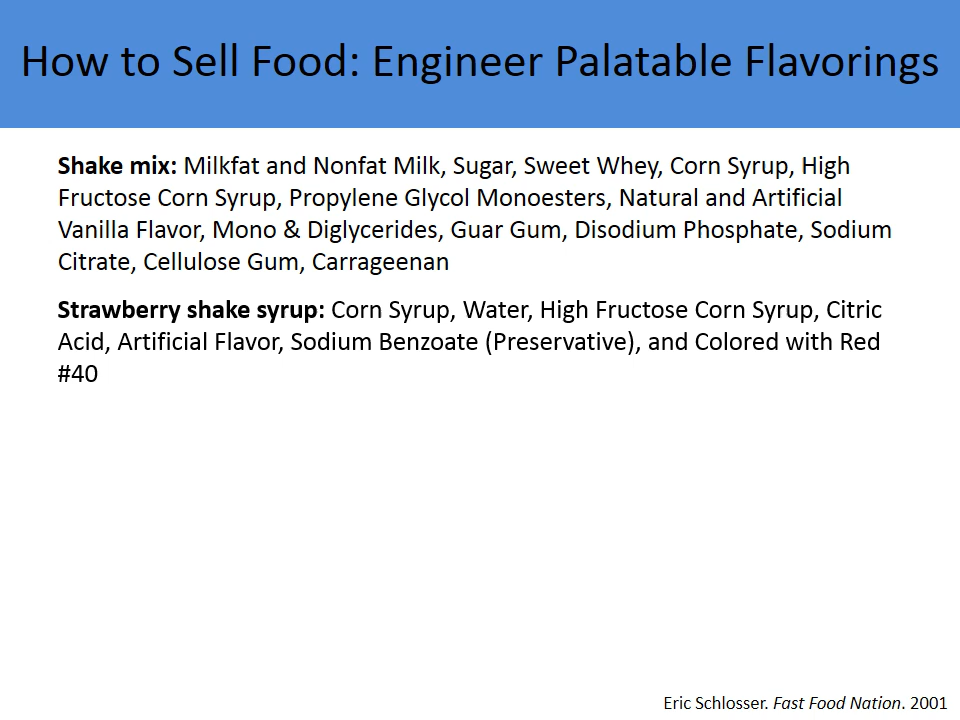 How to Sell Food: Engineer Palatable Flavorings
Shake mix: Milkfat and Nonfat Milk, Sugar, Sweet Whey, Corn Syrup, High
Fructose Corn Syrup, Propylene Glycol Monoesters, Natural and Artificial
Vanilla Flavor, Mono & Diglycerides, Guar Gum, Disodium Phosphate, Sodium
Citrate, Cellulose Gum, Carrageenan
Strawberry shake syrup: Corn Syrup, Water, High Fructose Corn Syrup, Citric
Acid, Artificial Flavor, Sodium Benzoate (Preservative), and Colored with Red
#40
Eric Schlosser. Fast Food Nation. 2001